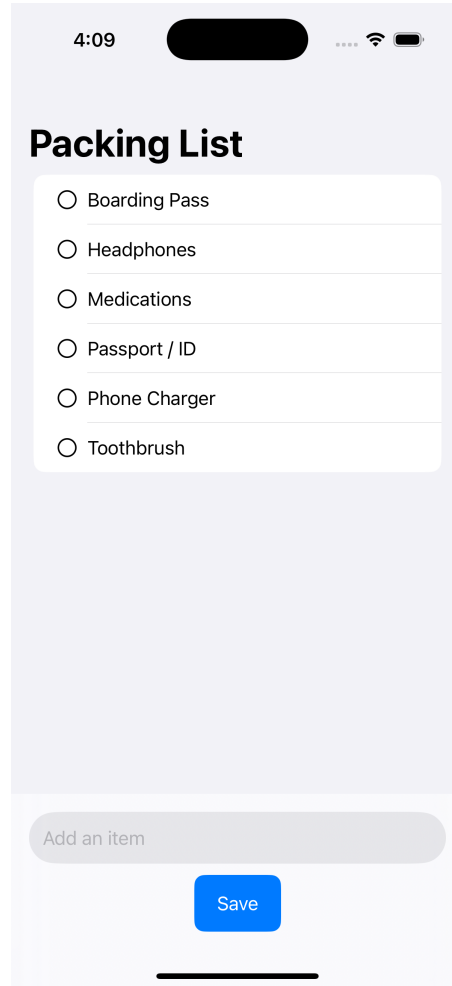 4:09
Packing List
Boarding Pass
Headphones
Medications
Passport / ID
Phone Charger
Toothbrush
Add an item
Save